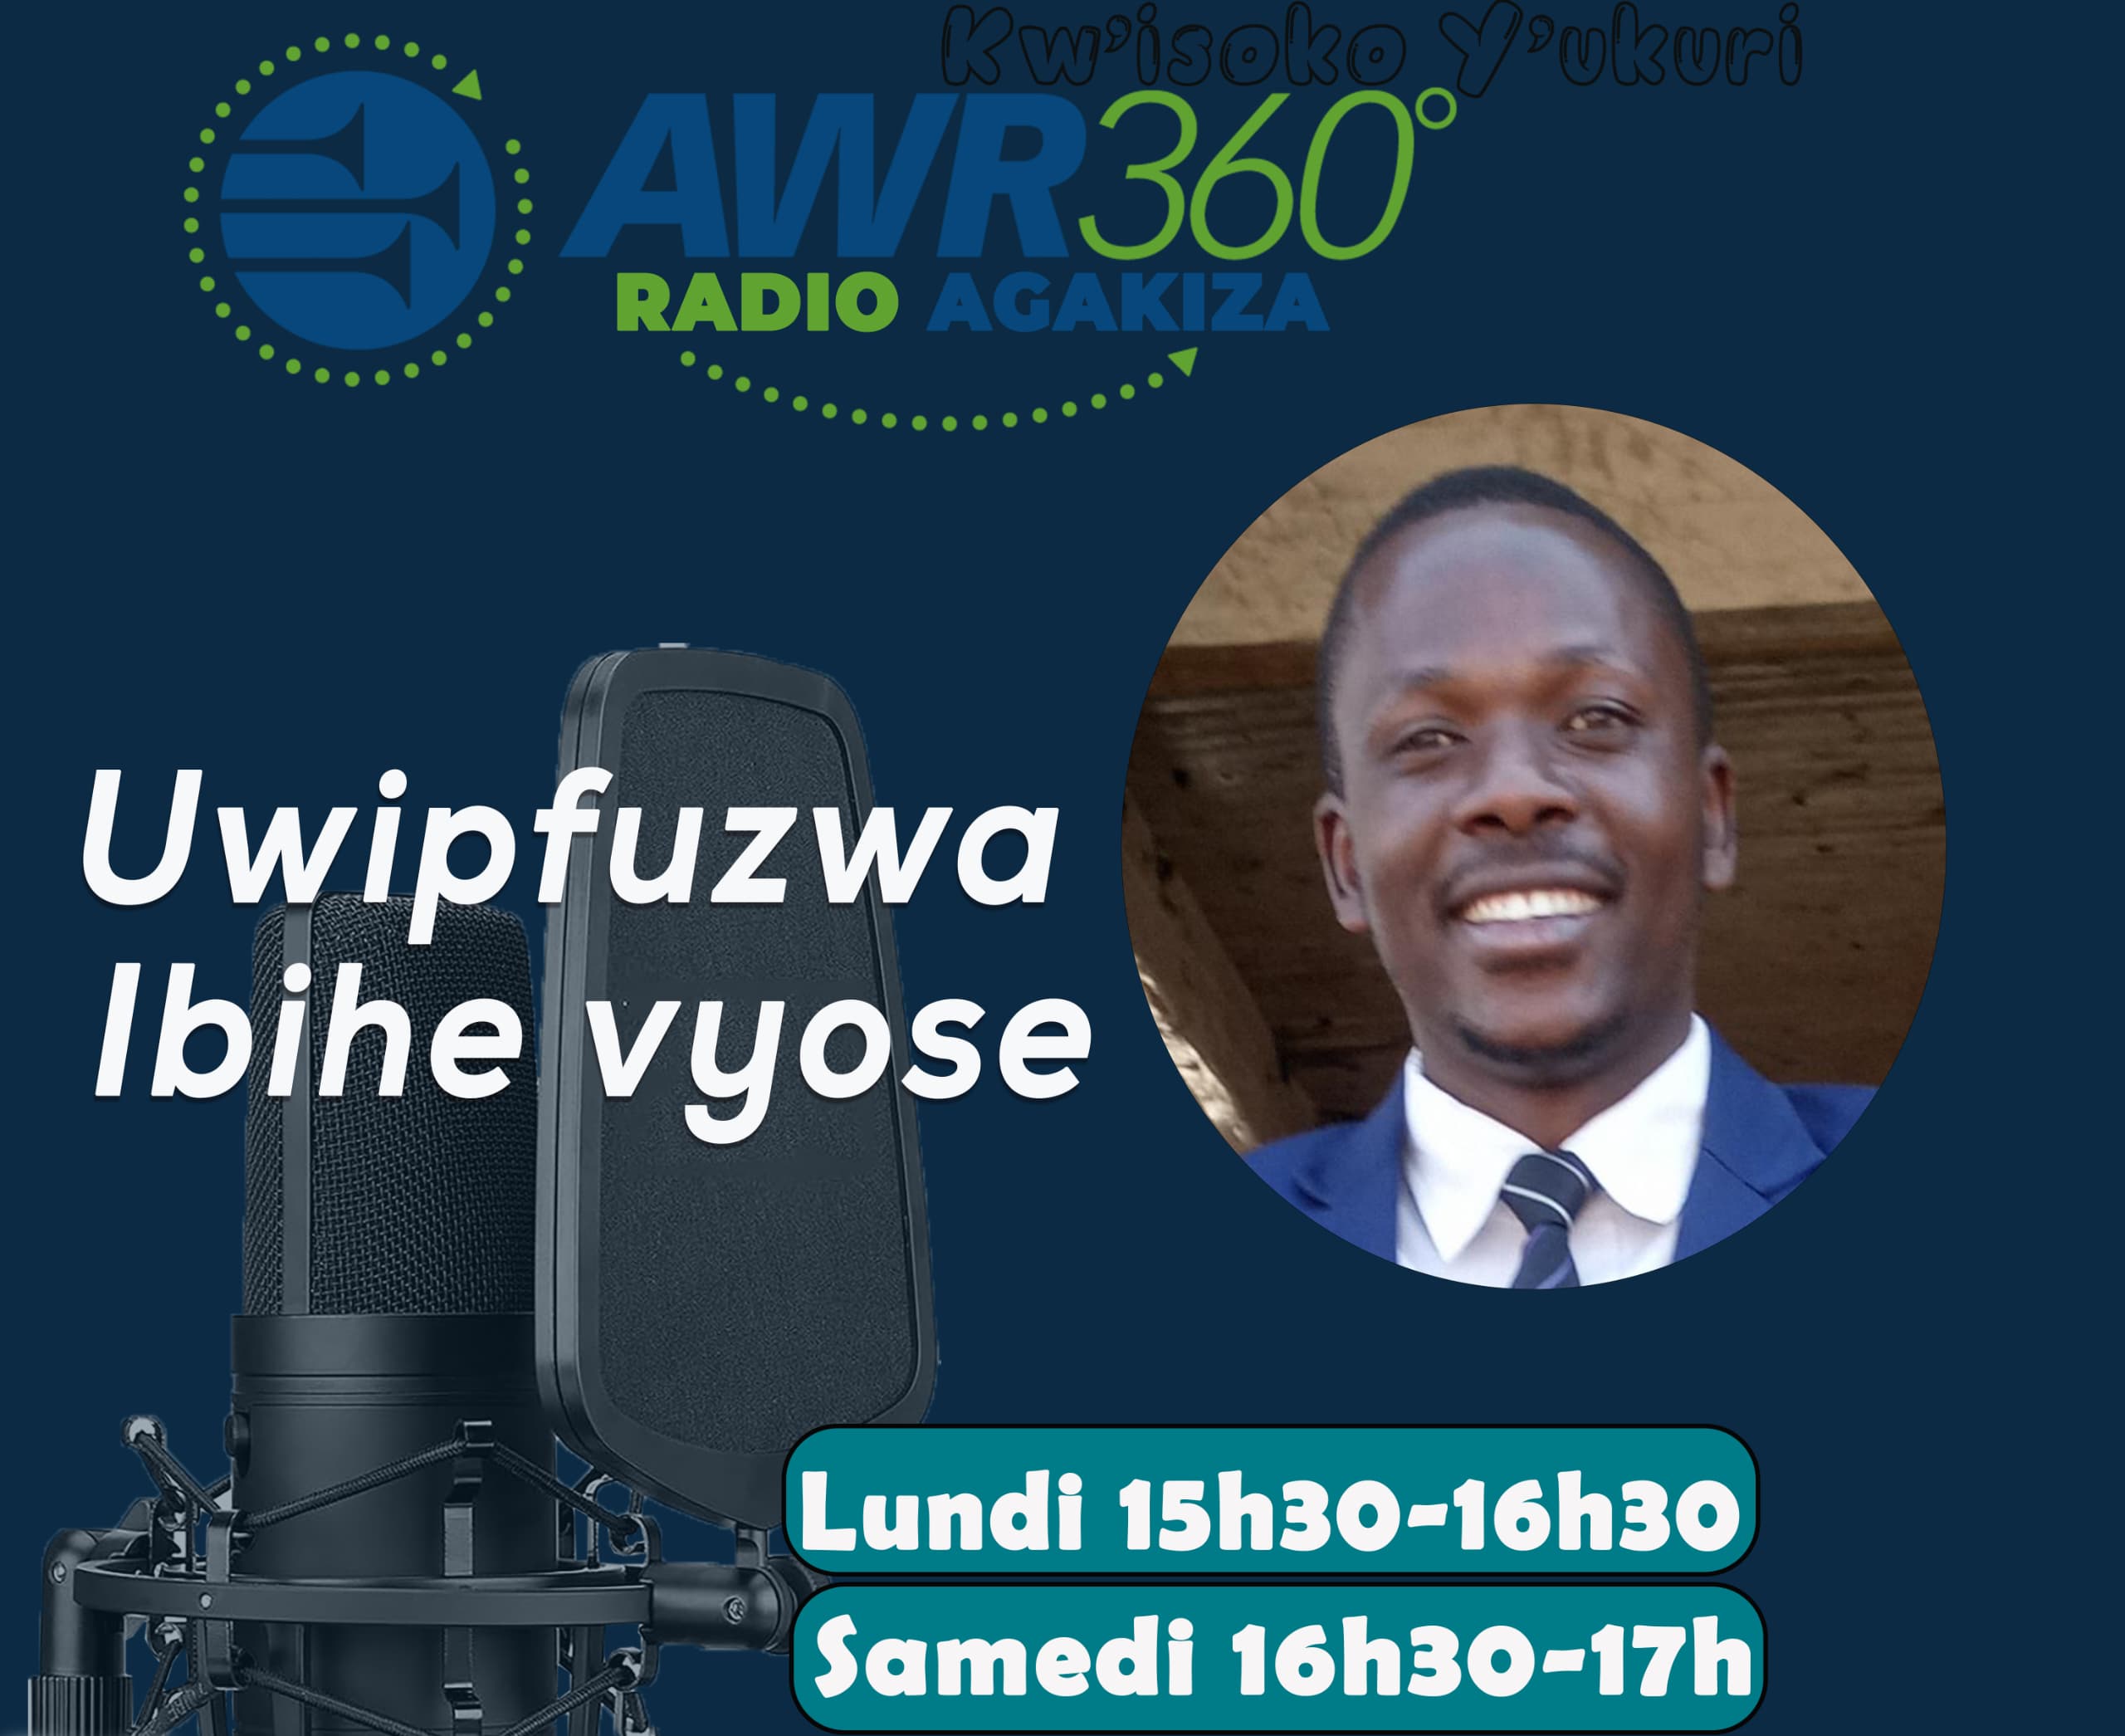 Kw'isoko Y'ukuri
AWR360°
RADIO AGAKIZA
Uwipfuzwa
Ibihe vyose
Lundi 15h30-16h30
Samedi 16h30-17h